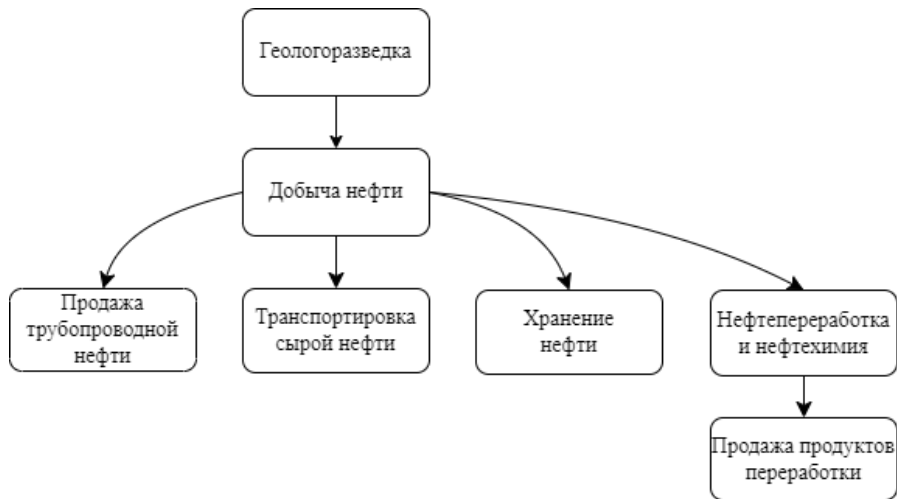 Геологоразведка
Добыча нефти
Продажа
трубопроводной
нефти
Транспортировка
сырой нефти
Хранение
нефти
Нефтепереработка
и нефтехимия
Продажа продуктов
переработки